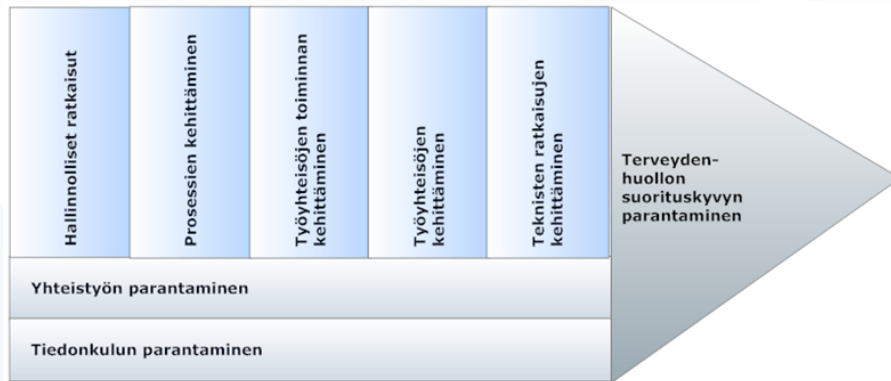 Hallinnolliset ratkaisut
Prosessien kehittäminen
Työyhteisöjen toiminnan
kehittäminen
Työyhteisöjen
kehittäminen
Teknisten ratkaisujen
kehittäminen
Terveyden-
huollon
suorituskyvyn
parantaminen
Yhteistyön parantaminen
Tiedonkulun parantaminen